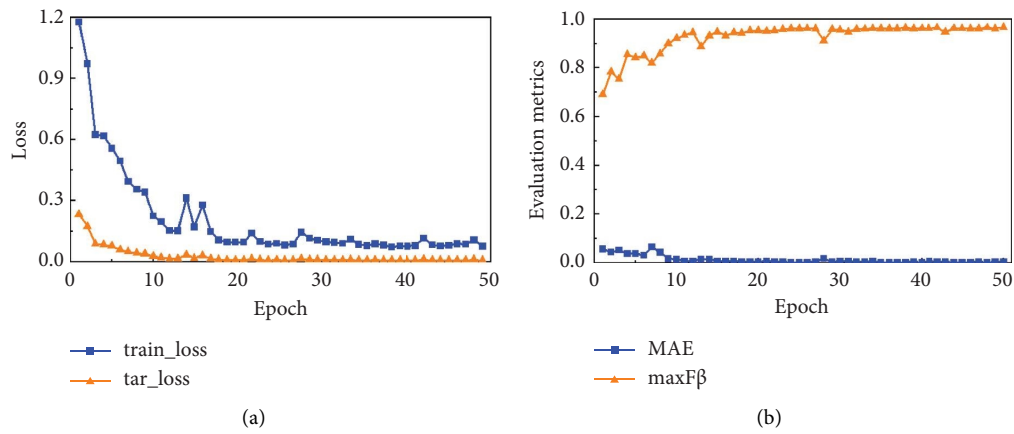 1.2
0.9
0.6
0.3
0.0
Loss
0 10 20 30 40 50
Epoch
train_loss
tar_loss
(a)
1.0
0.8
0.6
0.4
0.2
0.0
Evaluation metrics
0 10 20 30 40 50
Epoch
MAE
maxFβ
(b)